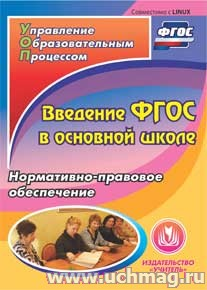 Совместимо с LINUX
Управление
Образовательным
Процессом
ФГОС
Введение ФГОС
в основной школе
Нормативно-правовое
обеспечение
ИЗДАТЕЛЬСТВО
«УЧИТЕЛЬ»
www.uchmag.ru